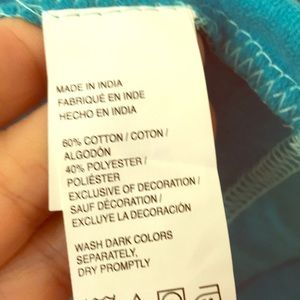 MADE IN INDIA
FABRIQUÉ EN INDE
HECHO EN INDIA
60% COTTON / COTON /
ALGODÓN
40% POLYESTER /
POLIÉSTER
EXCLUSIVE OF DECORATION /
SAUF DÉCORATION /
EXCLUYE LA DECORACIÓN
WASH DARK COLORS
SEPARATELY,
DRY PROMPTLY